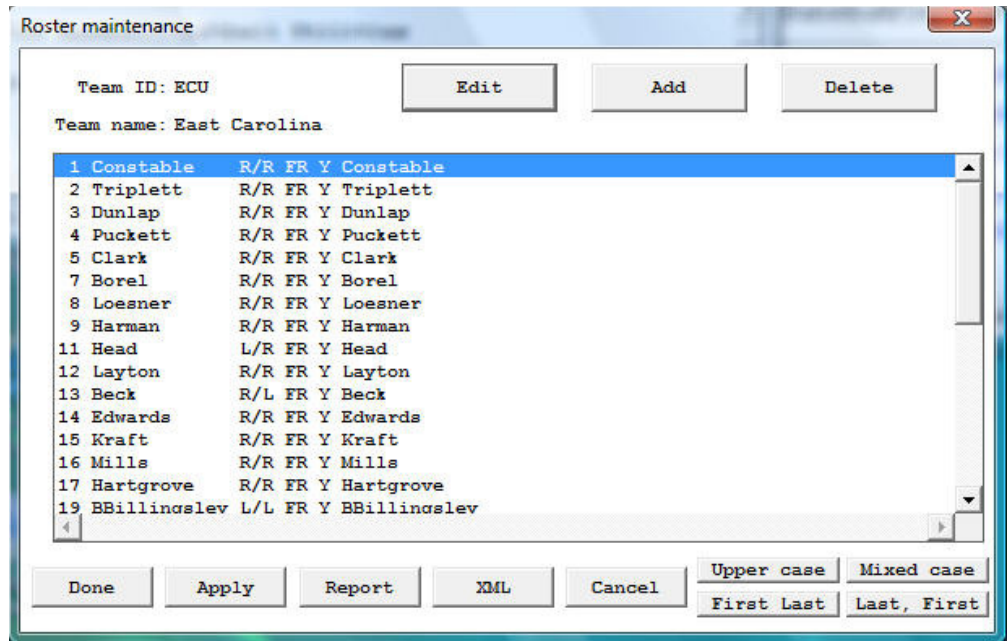 Roster maintenance
Team ID: ECU
Edit
Add
Delete
Team name: East Carolina
1 Constable R/R FR Y Constable
2 Triplett R/R FR Y Triplett
3 Dunlap R/R FR Y Dunlap
4 Puckett R/R FR Y Puckett
5 Clark R/R FR Y Clark
7 Borel R/R FR Y Borel
8 Loesner R/R FR Y Loesner
9 Harman R/R FR Y Harman
11 Head L/R FR Y Head
12 Layton R/R FR Y Layton
13 Beck R/L FR Y Beck
14 Edwards R/R FR Y Edwards
15 Kraft R/R FR Y Kraft
16 Mills R/R FR Y Mills
17 Hartgrove R/R FR Y Hartgrove
19 BBillingsley L/L FR Y BBillingsley
Done
Apply
Report
XML
Cancel
Upper case
Mixed case
First Last
Last, First